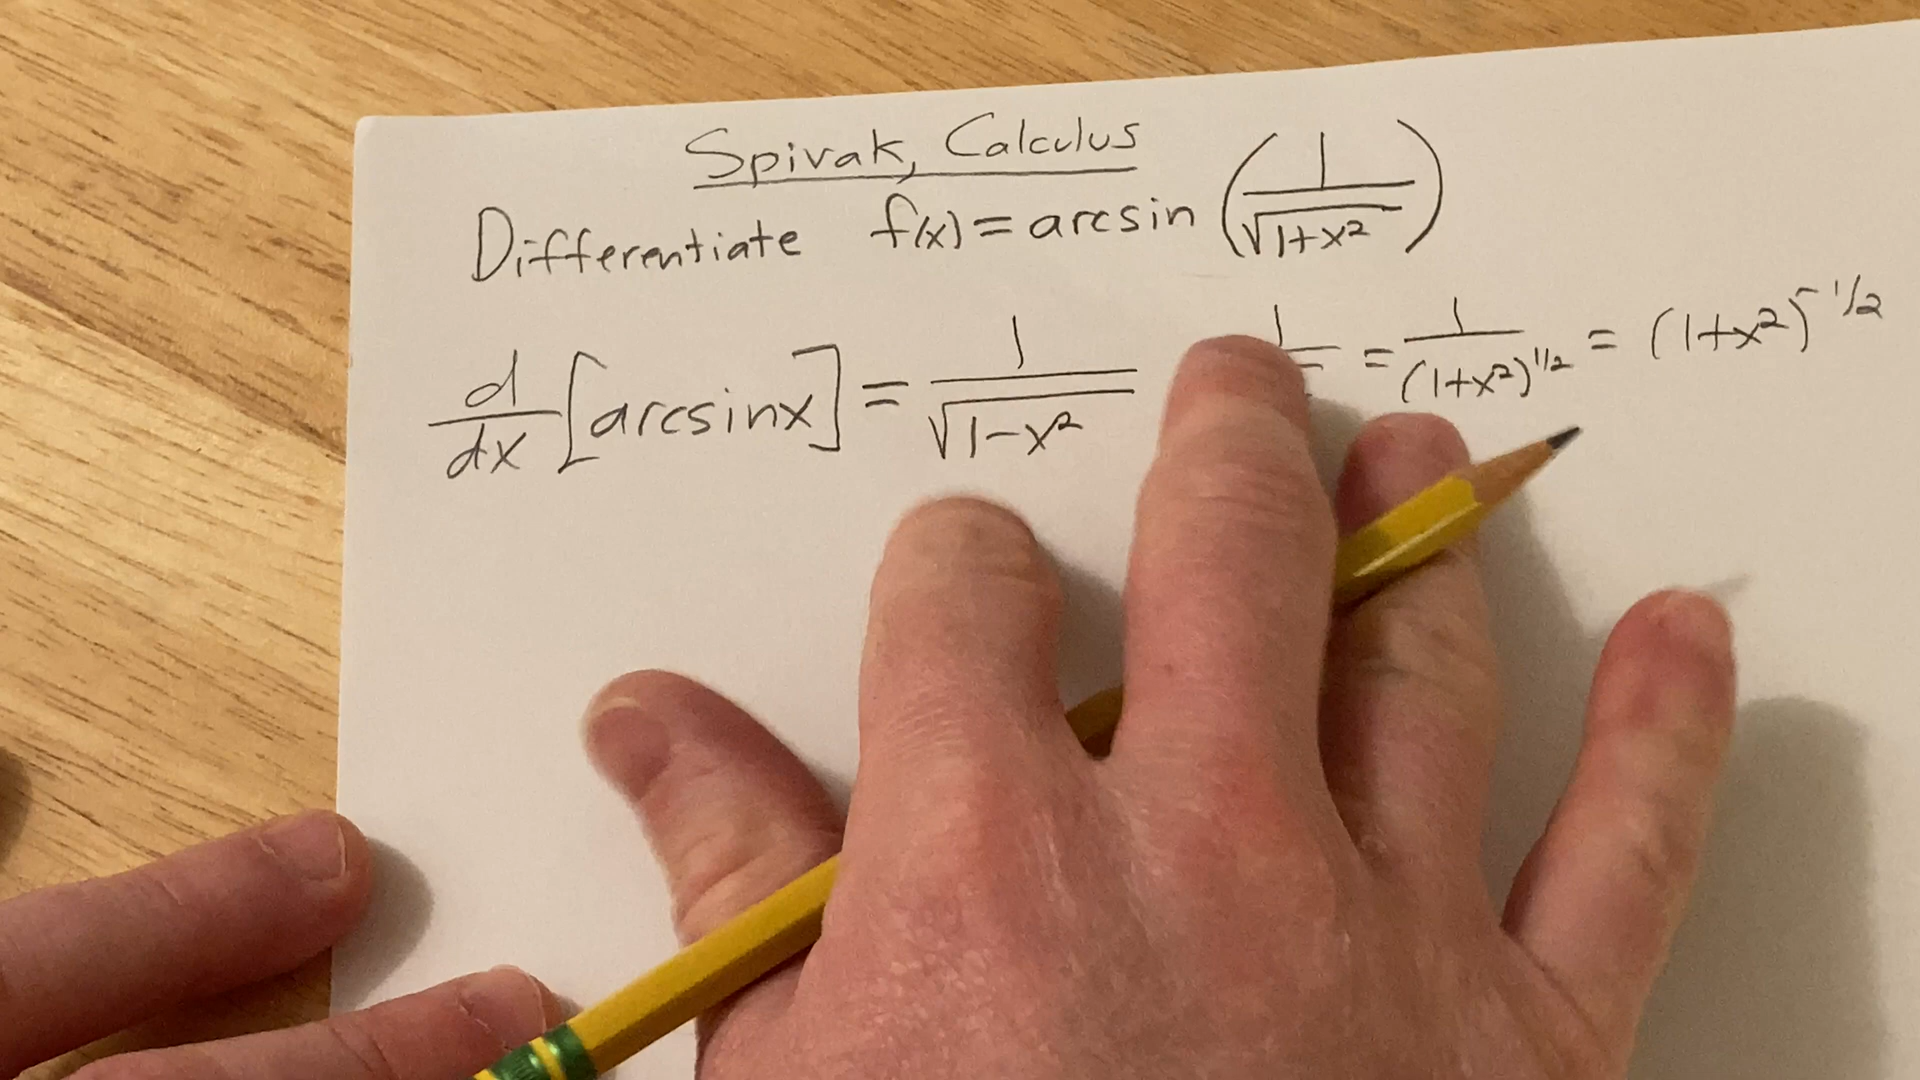 Spivak, Calculus
Differentiate f(x) = arcsin (1/√(1+x²))
d/dx [arcsinx] = 1/√(1-x²)
= 1/(1+x²)^1/2 = (1+x²)^-1/2